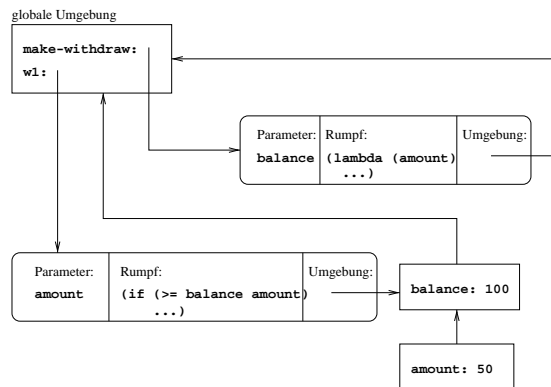 globale Umgebung
make-withdraw:
w1:
Parameter: Rumpf: Umgebung:
balance (lambda (amount)
...)
Parameter: Rumpf: Umgebung:
amount (if (>= balance amount)
...)
balance: 100
amount: 50